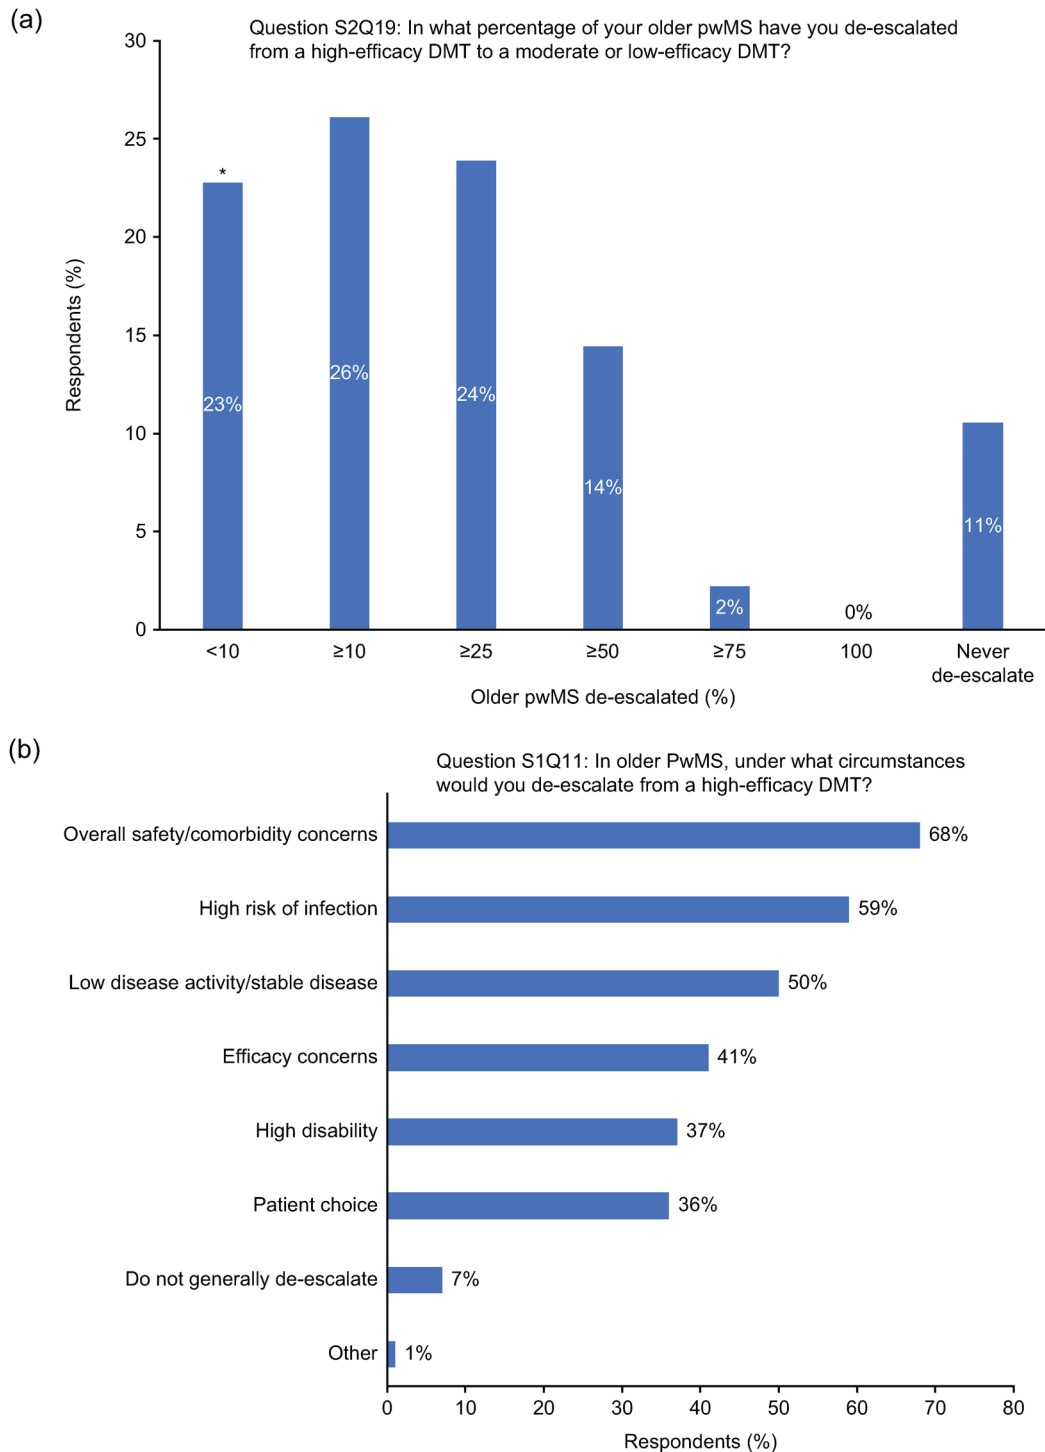 (a)
Question S2Q19: In what percentage of your older pwMS have you de-escalated
from a high-efficacy DMT to a moderate or low-efficacy DMT?
30
25
20
15
10
5
0
Respondents (%)
*
23%
26%
24%
14%
2%
0%
11%
<10
≥10
≥25
≥50
≥75
100
Never
de-escalate
Older pwMS de-escalated (%)
(b)
Question S1Q11: In older PwMS, under what circumstances
would you de-escalate from a high-efficacy DMT?
Overall safety/comorbidity concerns
68%
High risk of infection
59%
Low disease activity/stable disease
50%
Efficacy concerns
41%
High disability
37%
Patient choice
36%
Do not generally de-escalate
7%
Other
1%
0
10
20
30
40
50
60
70
80
Respondents (%)